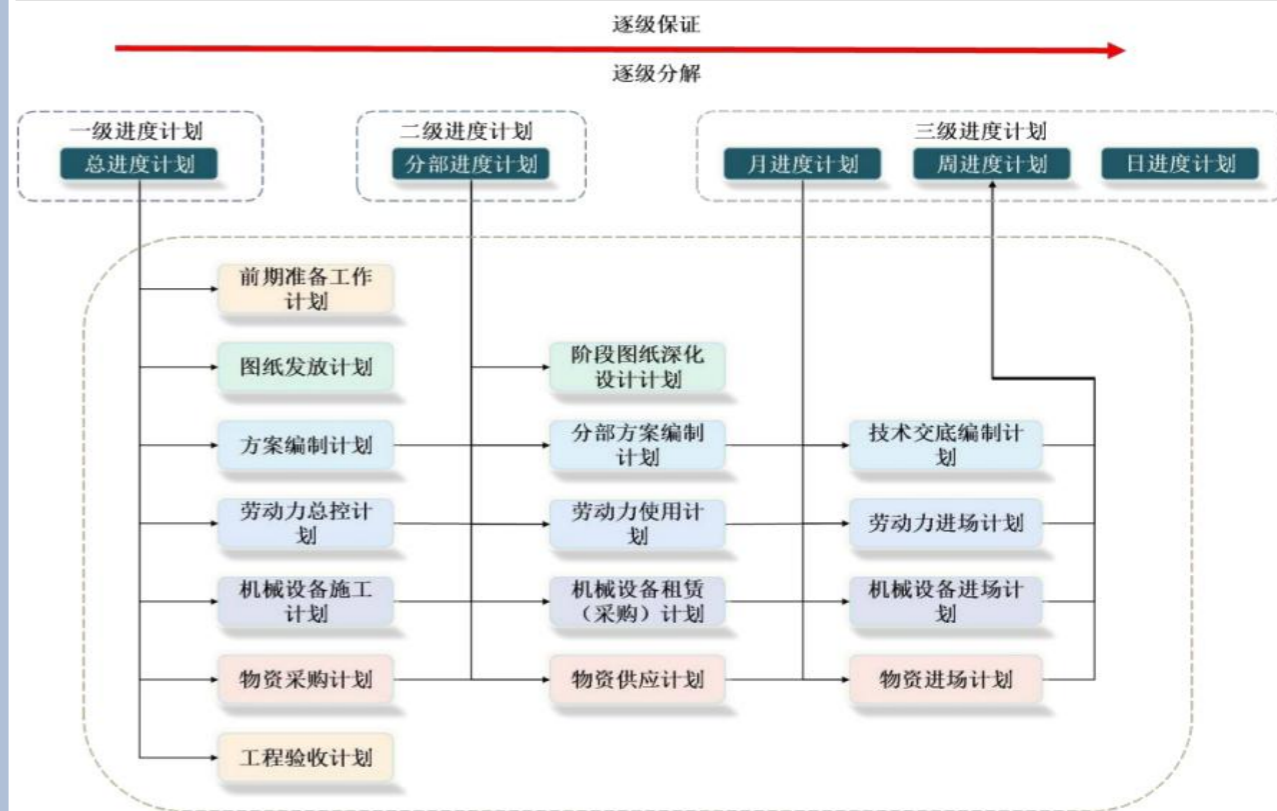 逐级保证
逐级分解
一级进度计划
二级进度计划
三级进度计划
总进度计划
分部进度计划
月进度计划
周进度计划
日进度计划
前期准备工作
计划
图纸发放计划
阶段图纸深化
设计计划
方案编制计划
分部方案编制
计划
技术交底编制计
划
劳动力总控计
划
劳动力使用计
划
劳动力进场计划
机械设备施工
计划
机械设备租赁
（采购）计划
机械设备进场计
划
物资采购计划
物资供应计划
物资进场计划
工程验收计划